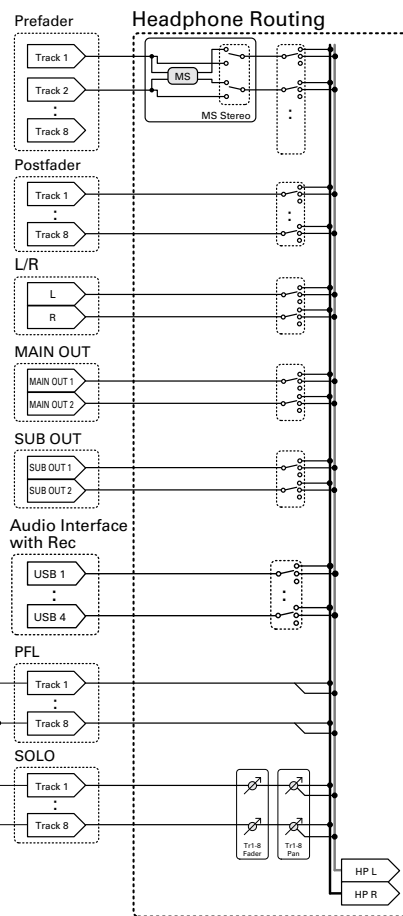 Prefader
Headphone Routing
Track 1
MS
Track 2
:
:
MS Stereo
Track 8
Postfader
Track 1
:
:
Track 8
L/R
L
R
MAIN OUT
MAIN OUT 1
MAIN OUT 2
SUB OUT
SUB OUT 1
SUB OUT 2
Audio Interface
with Rec
USB 1
:
:
USB 4
PFL
Track 1
:
Track 8
SOLO
Track 1
:
Track 8
Tr1-8
Fader
Tr1-8
Pan
HP L
HP R